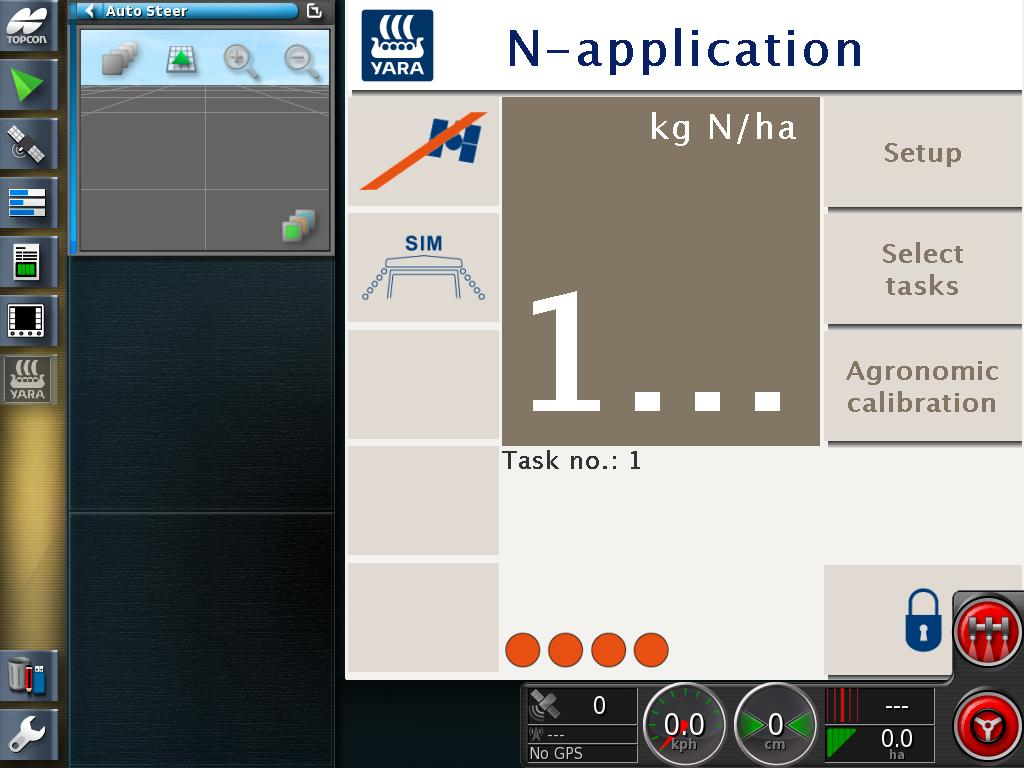 TOPCON
Auto Steer
YARA
N-application
kg N/ha
1...
Setup
SIM
Select
tasks
Agronomic
calibration
YARA
Task no.: 1
0
---
No GPS
0.0
kph
0
cm
---
0.0
ha